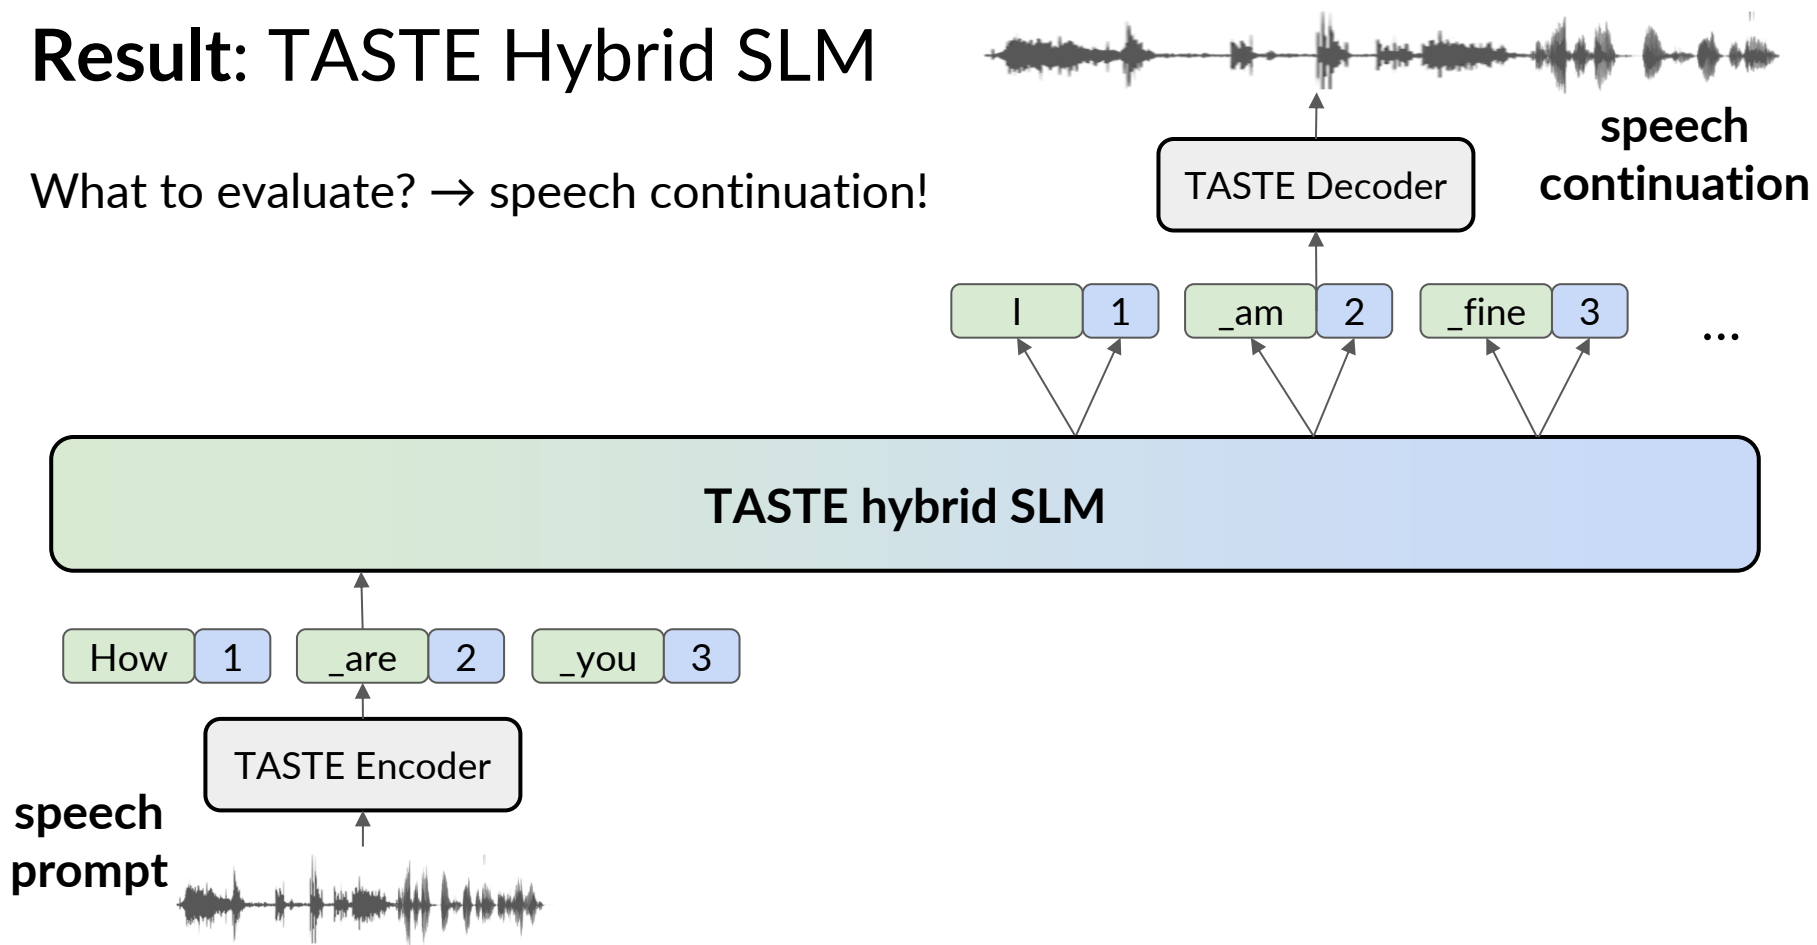 Result: TASTE Hybrid SLM
What to evaluate? → speech continuation!
speech
continuation
TASTE Decoder
I 1 _am 2 _fine 3 ...
TASTE hybrid SLM
How 1 _are 2 _you 3
TASTE Encoder
speech
prompt